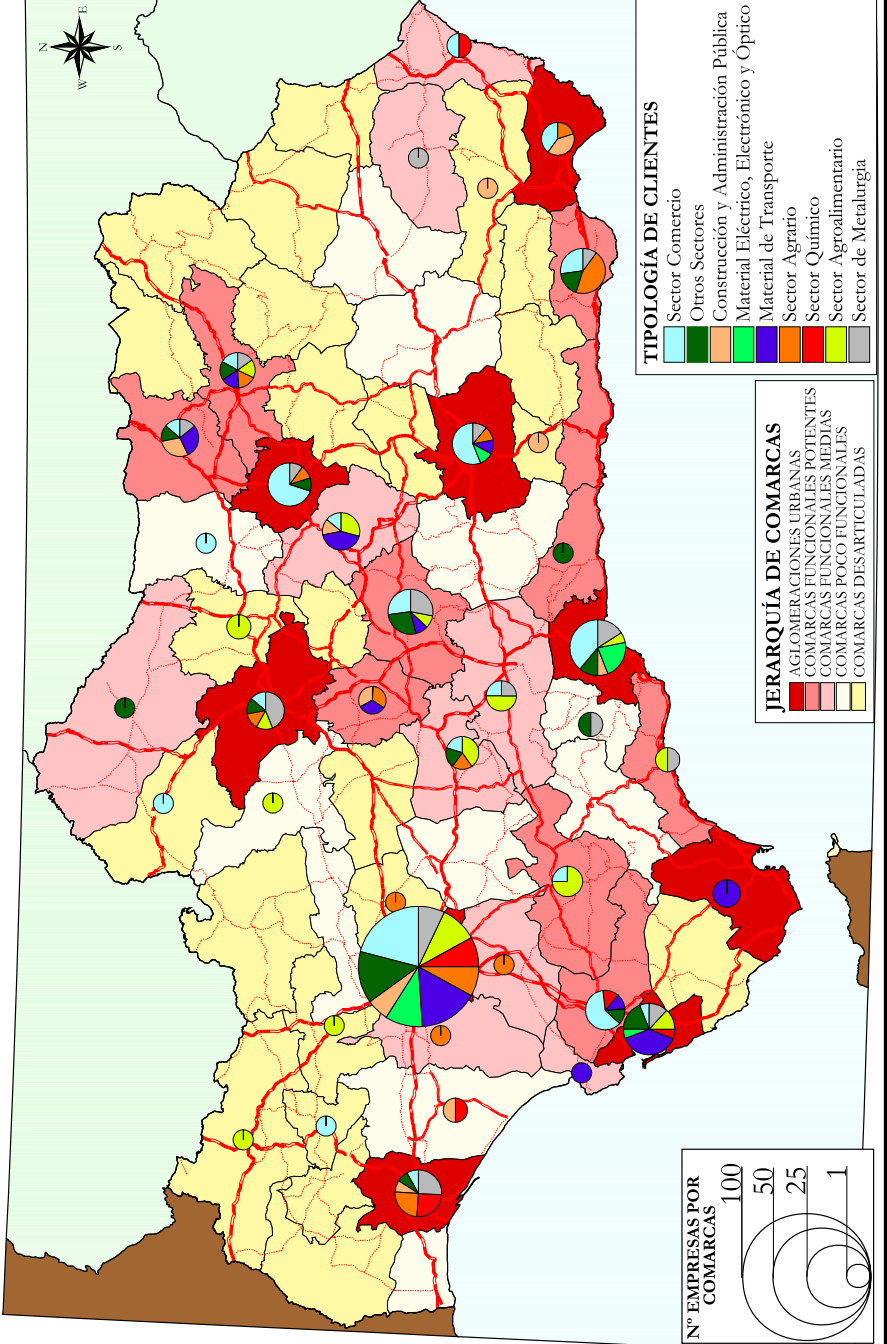 N
E
S
W
TIPOLOGÍA DE CLIENTES
Sector Comercio
Otros Sectores
Construcción y Administración Pública
Material Eléctrico, Electrónico y Óptico
Material de Transporte
Sector Agrario
Sector Químico
Sector Agroalimentario
Sector de Metalurgia
JERARQUÍA DE COMARCAS
AGLOMERACIONES URBANAS
COMARCAS FUNCIONALES POTENTES
COMARCAS FUNCIONALES MEDIAS
COMARCAS POCO FUNCIONALES
COMARCAS DESARTICULADAS
Nº EMPRESAS POR
COMARCAS
100
50
25
1